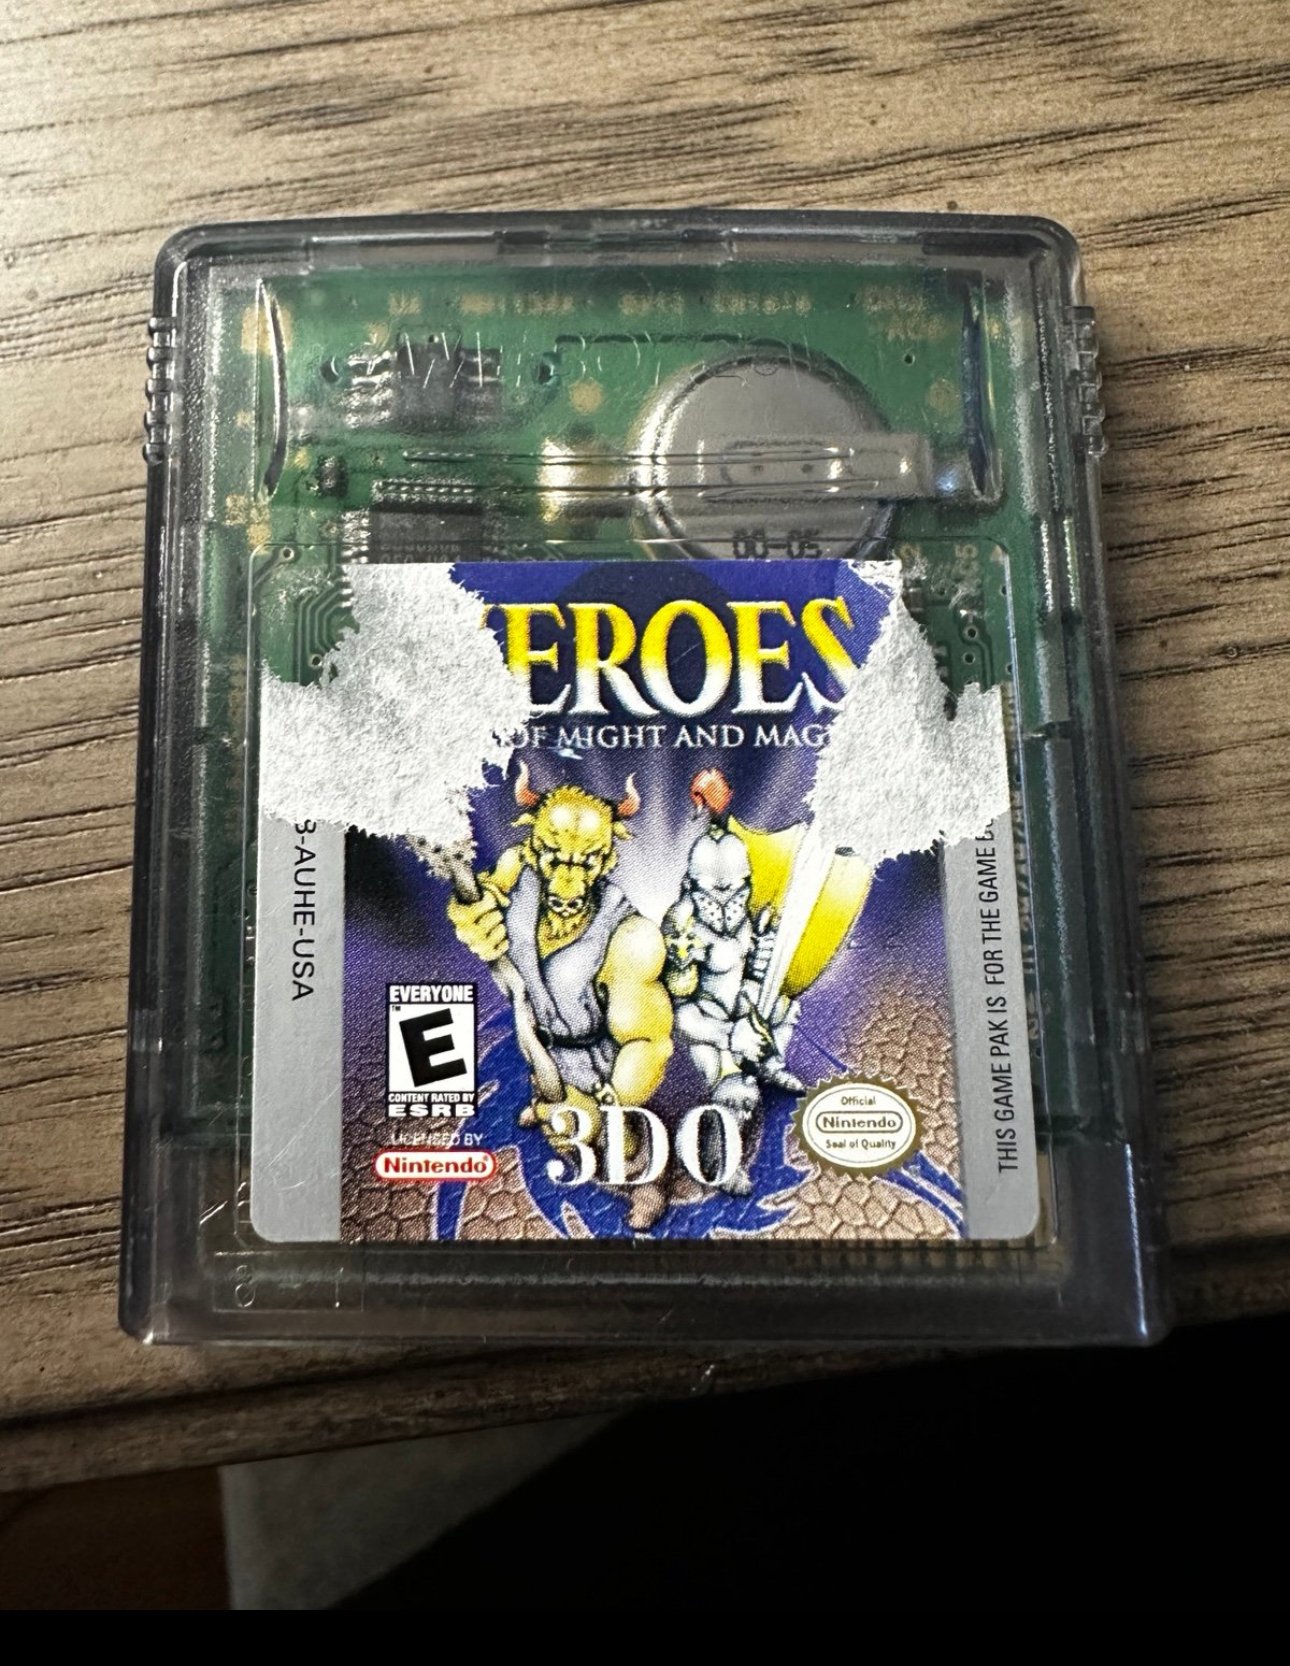 00-05
EROES
OF MIGHT AND MAG
-AUHE-USA
THIS GAME PAK IS FOR THE GAME
EVERYONE
E
™
CONTENT RATED BY
ESRB
LICENSED BY
Nintendo®
3DO
Official
Nintendo
Seal of Quality